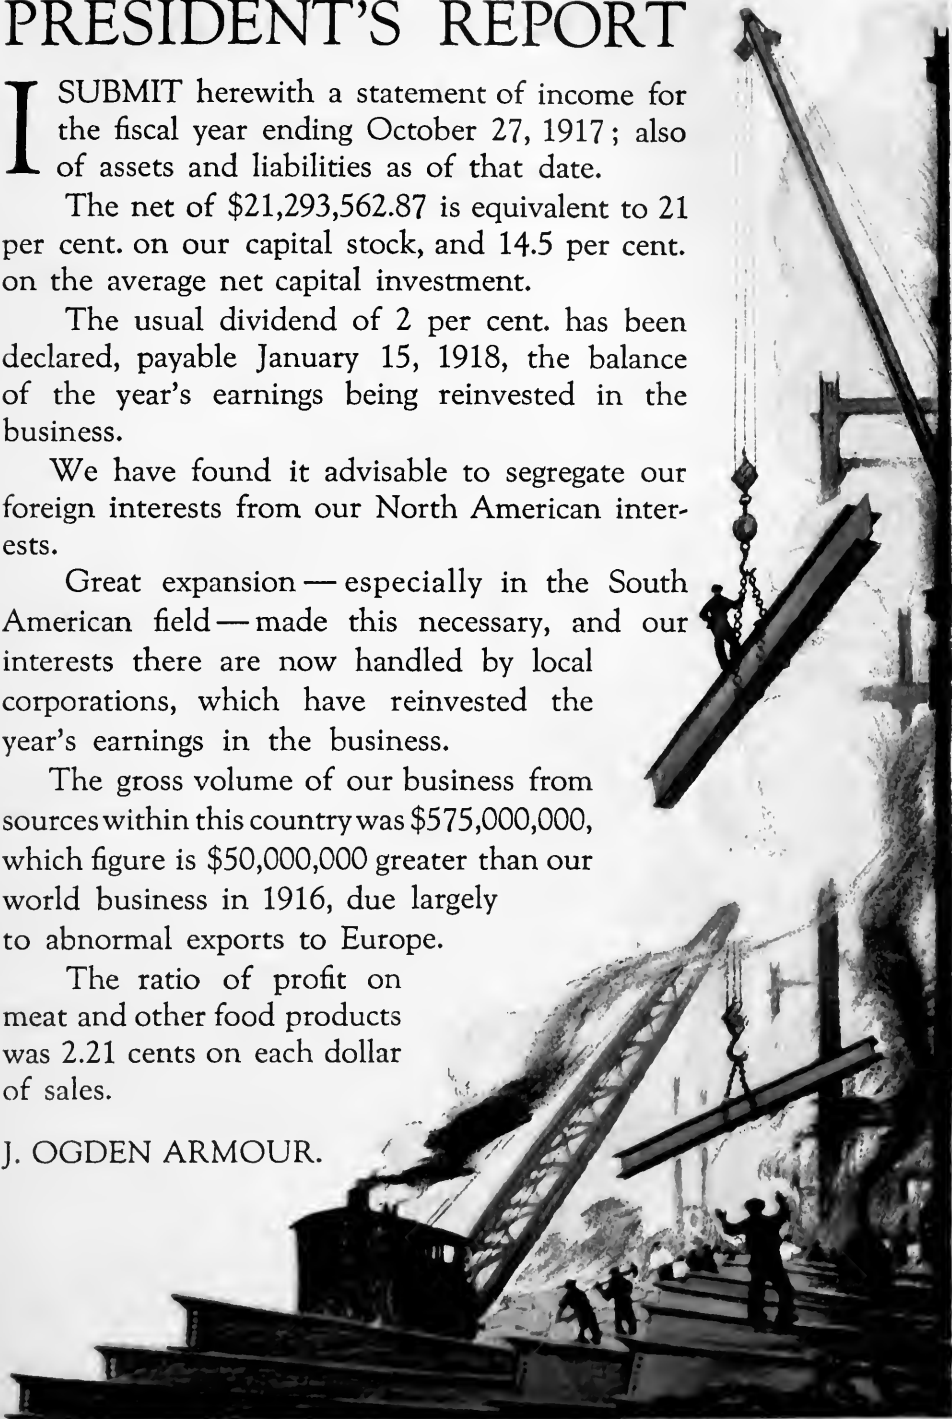 PRESIDENT'S REPORT
I SUBMIT herewith a statement of income for
the fiscal year ending October 27, 1917; also
of assets and liabilities as of that date.
The net of $21,293,562.87 is equivalent to 21
per cent. on our capital stock, and 14.5 per cent.
on the average net capital investment.
The usual dividend of 2 per cent. has been
declared, payable January 15, 1918, the balance
of the year's earnings being reinvested in the
business.
We have found it advisable to segregate our
foreign interests from our North American inter-
ests.
Great expansion — especially in the South
American field — made this necessary, and our
interests there are now handled by local
corporations, which have reinvested the
year's earnings in the business.
The gross volume of our business from
sources within this country was $575,000,000,
which figure is $50,000,000 greater than our
world business in 1916, due largely
to abnormal exports to Europe.
The ratio of profit on
meat and other food products
was 2.21 cents on each dollar
of sales.
J. OGDEN ARMOUR.